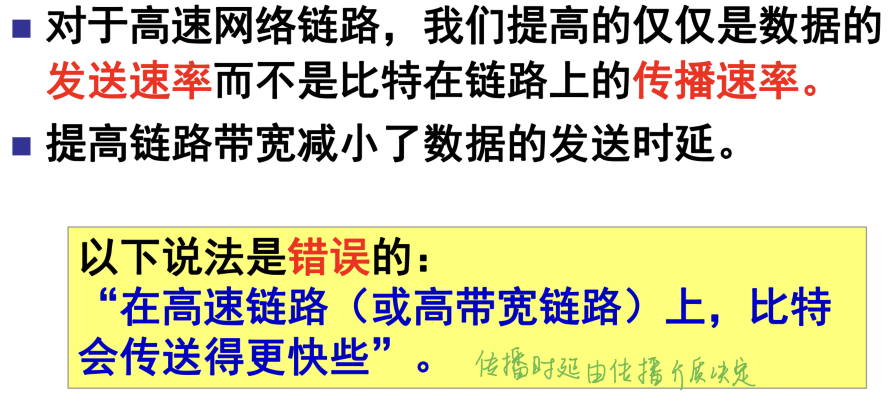 ■ 对于高速网络链路，我们提高的仅仅是数据的
发送速率而不是比特在链路上的传播速率。
■ 提高链路带宽减小了数据的发送时延。
以下说法是错误的：
“在高速链路（或高带宽链路）上，比特
会传送得更快些”。 传播时延由传播介质决定